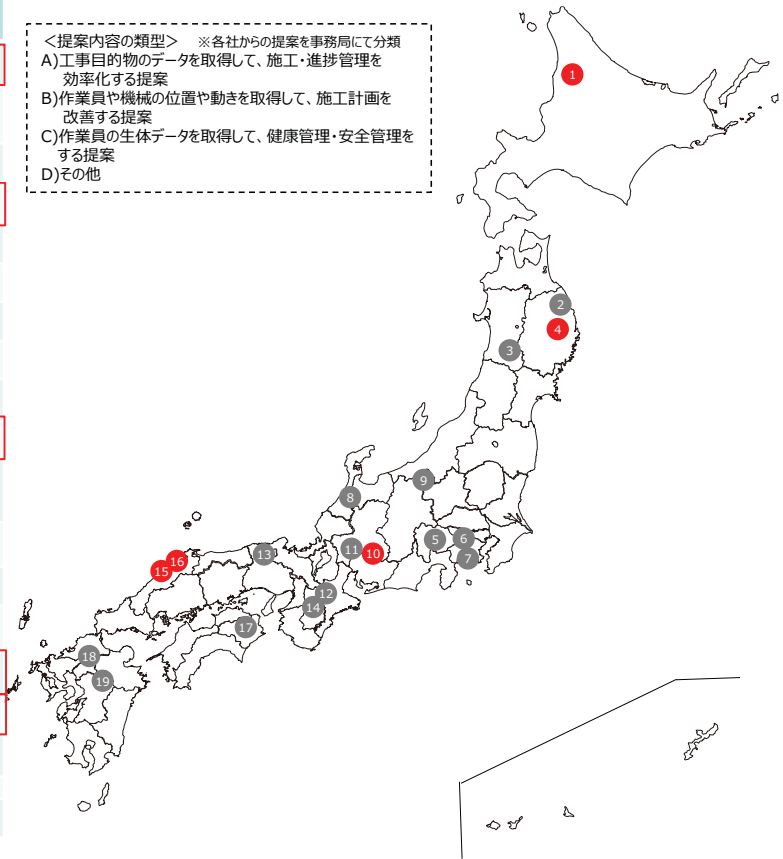 <提案内容の類型> ※各社からの提案を事務局にて分類
A)工事目的物のデータを取得して、施工・進捗管理を
効率化する提案
B)作業員や機械の位置や動きを取得して、施工計画を
改善する提案
C)作業員の生体データを取得して、健康管理・安全管理を
する提案
D)その他
1
2
4
3
9
8
5
6
7
11
10
13
16
15
12
14
17
18
19